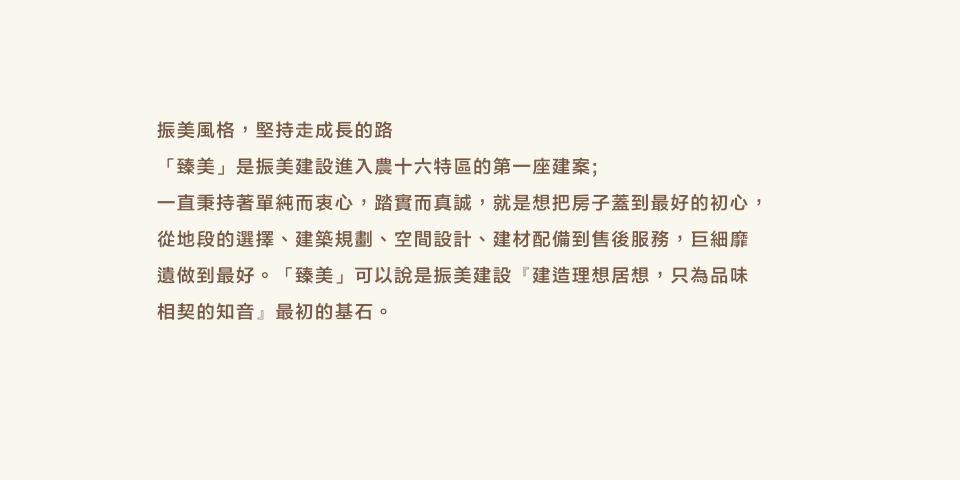 振美風格，堅持走成長的路
「臻美」是振美建設進入農十六特區的第一座建案;
一直秉持著單純而衷心，踏實而真誠，就是想把房子蓋到最好的初心，
從地段的選擇、建築規劃、空間設計、建材配備到售後服務，巨細靡
遺做到最好。「臻美」可以說是振美建設『建造理想居想，只為品味
相契的知音』最初的基石。